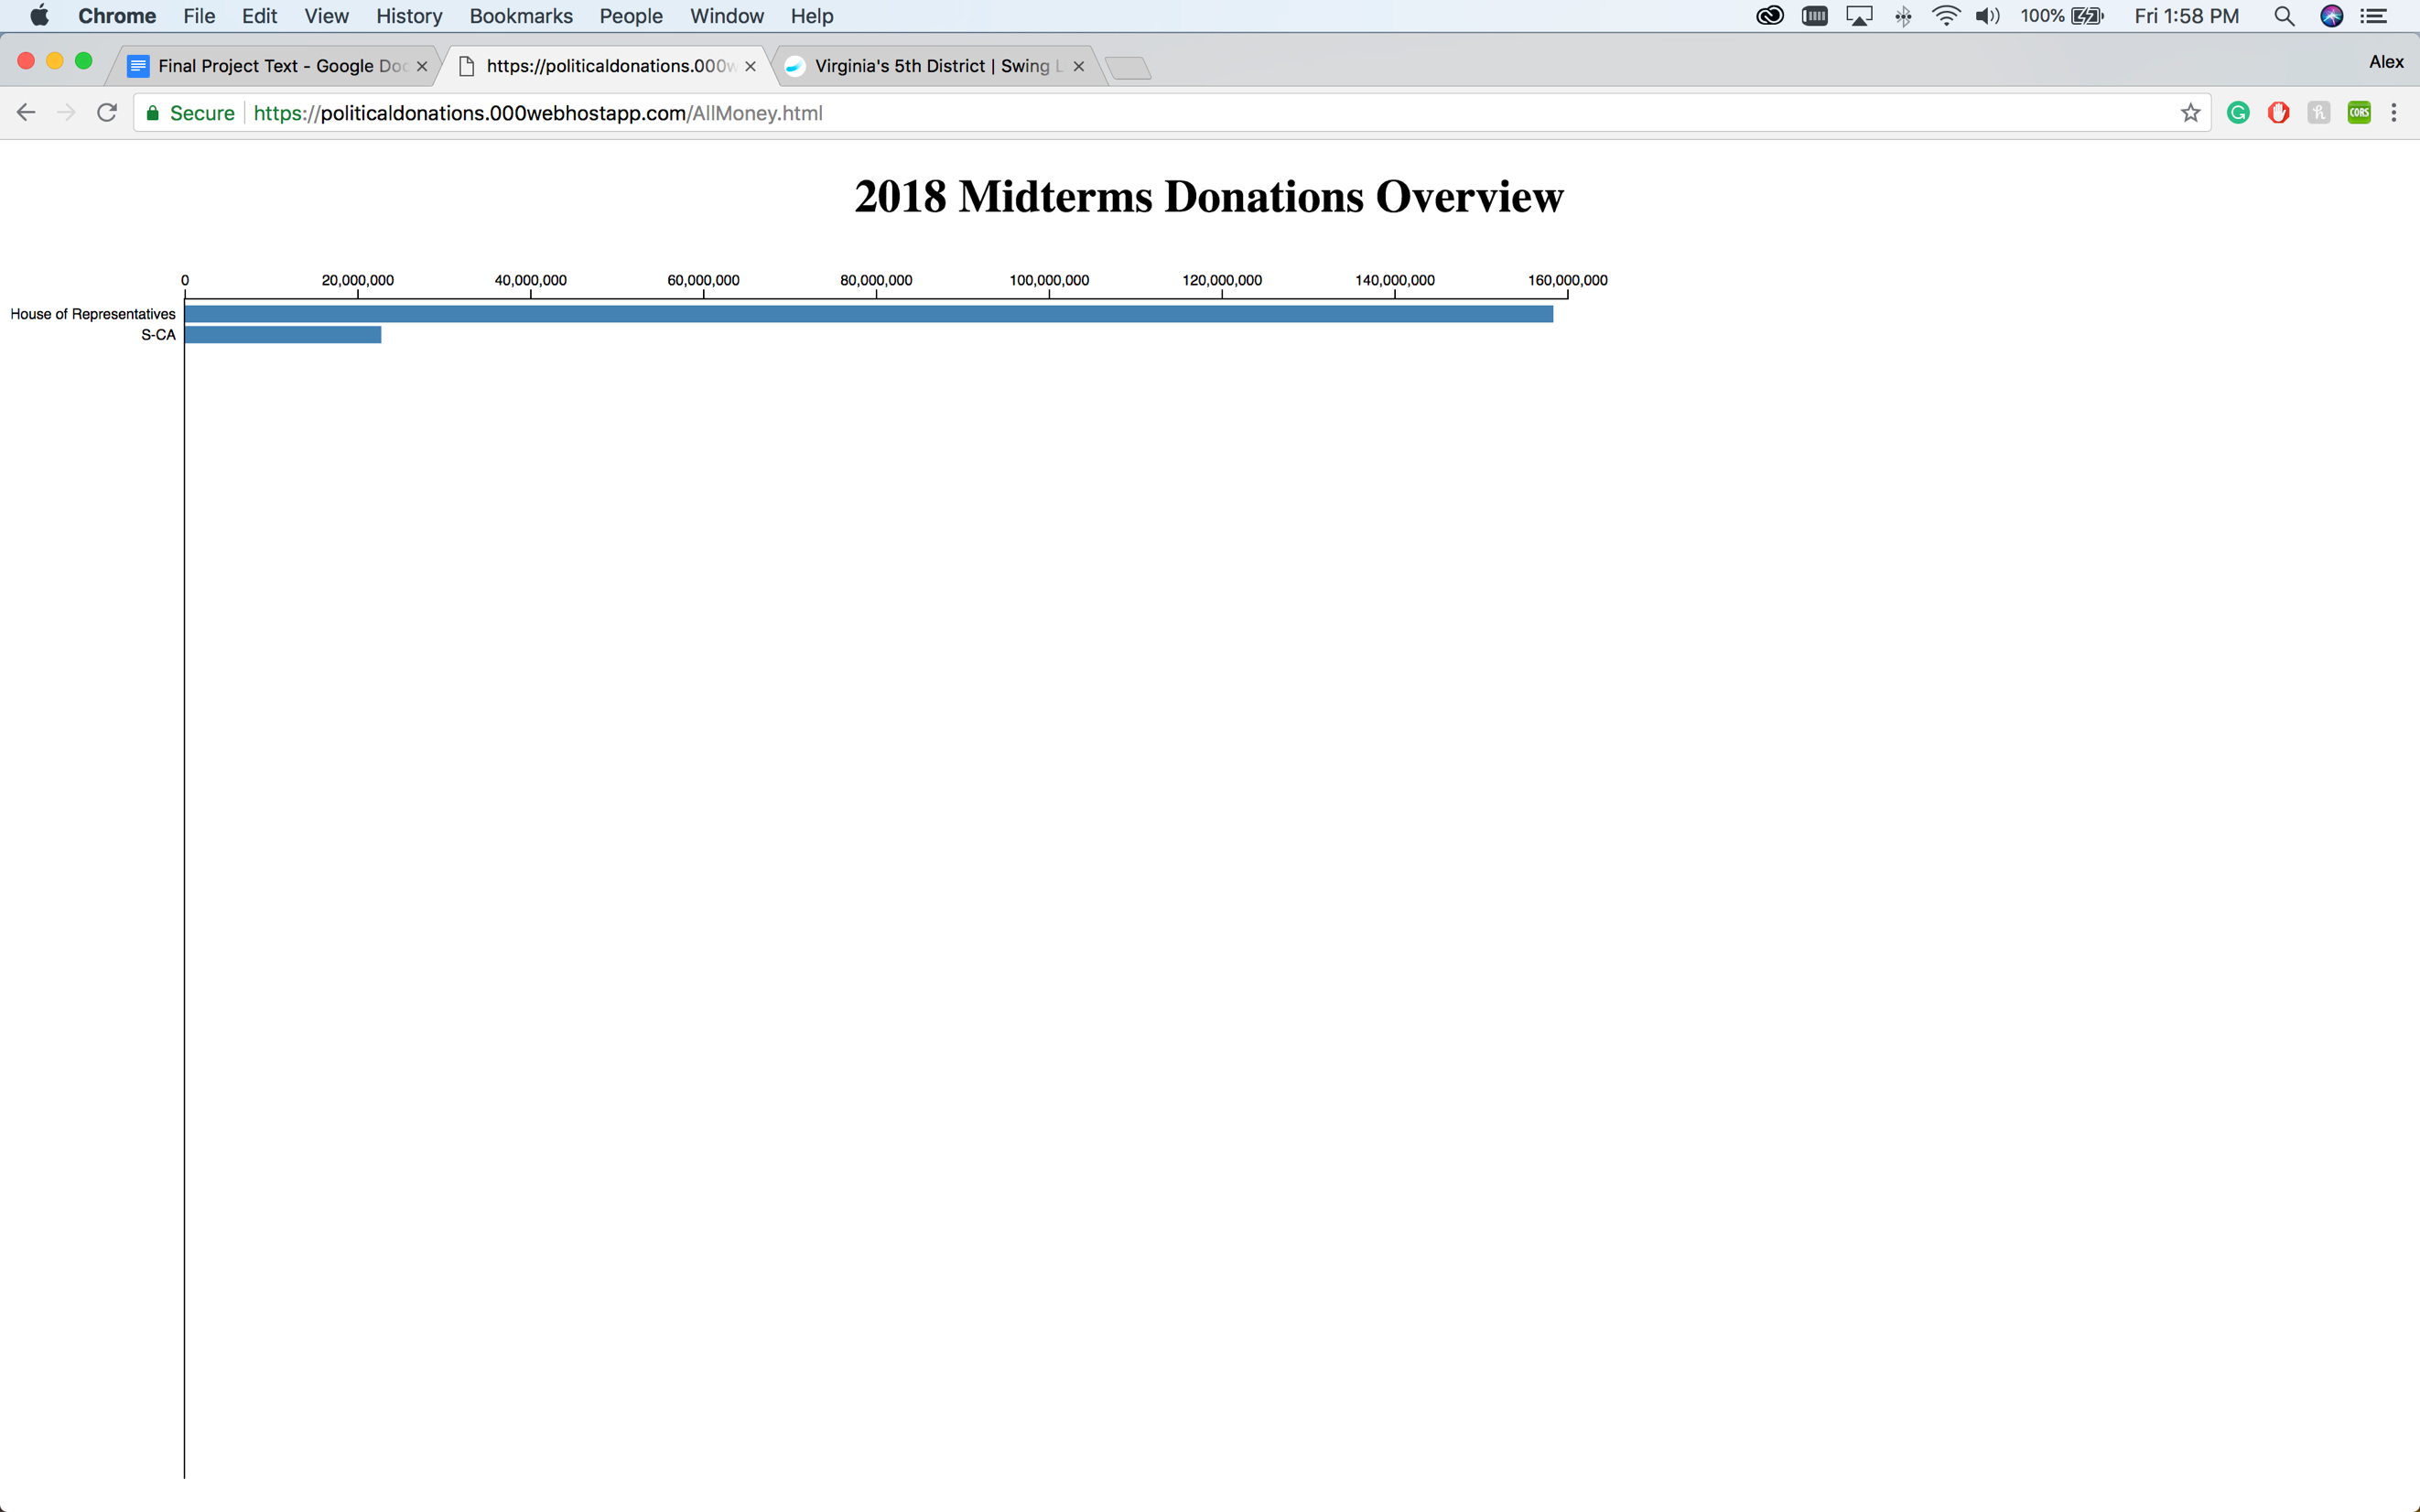 Chrome File Edit View History Bookmarks People Window Help 100% Fri 1:58 PM
Final Project Text - Google Doc https://politicaldonations.000w Virginia's 5th District | Swing L Alex
Secure https://politicaldonations.000webhostapp.com/AllMoney.html CORS
2018 Midterms Donations Overview
0 20,000,000 40,000,000 60,000,000 80,000,000 100,000,000 120,000,000 140,000,000 160,000,000
House of Representatives
S-CA